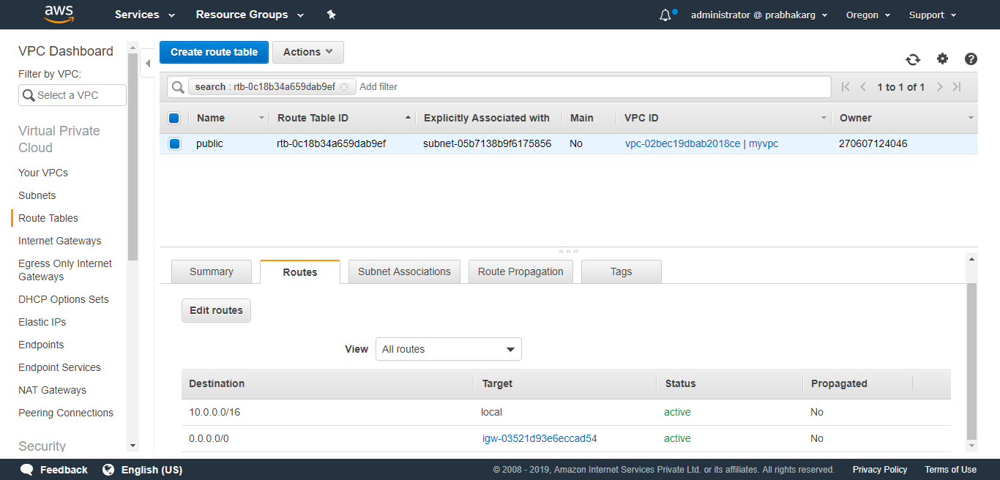 aws Services Resource Groups administrator @ prabhakarg Oregon Support
VPC Dashboard
Filter by VPC:
Select a VPC
Virtual Private
Cloud
Your VPCs
Subnets
Route Tables
Internet Gateways
Egress Only Internet
Gateways
DHCP Options Sets
Elastic IPs
Endpoints
Endpoint Services
NAT Gateways
Peering Connections
Security
Create route table Actions
search : rtb-0c18b34a659dab9ef Add filter 1 to 1 of 1
Name Route Table ID Explicitly Associated with Main VPC ID Owner
public rtb-0c18b34a659dab9ef subnet-05b7138b9f6175856 No vpc-02bec19dbab2018ce | myvpc 270607124046
Summary Routes Subnet Associations Route Propagation Tags
Edit routes
View All routes
Destination Target Status Propagated
10.0.0.0/16 local active No
0.0.0.0/0 igw-03521d93e6eccad54 active No
Feedback English (US) © 2008 - 2019, Amazon Internet Services Private Ltd. or its affiliates. All rights reserved. Privacy Policy Terms of Use